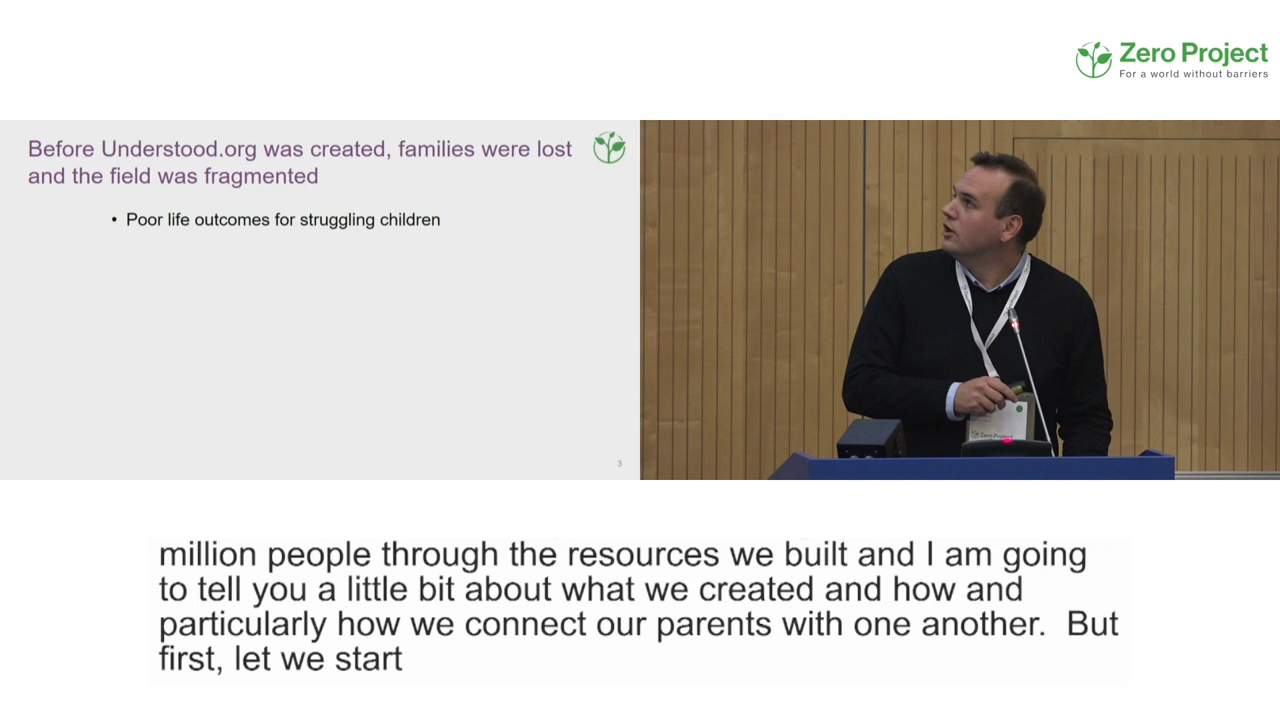 Zero Project
For a world without barriers
Before Understood.org was created, families were lost
and the field was fragmented
• Poor life outcomes for struggling children
3
Zero Project
million people through the resources we built and I am going
to tell you a little bit about what we created and how and
particularly how we connect our parents with one another.  But
first, let we start